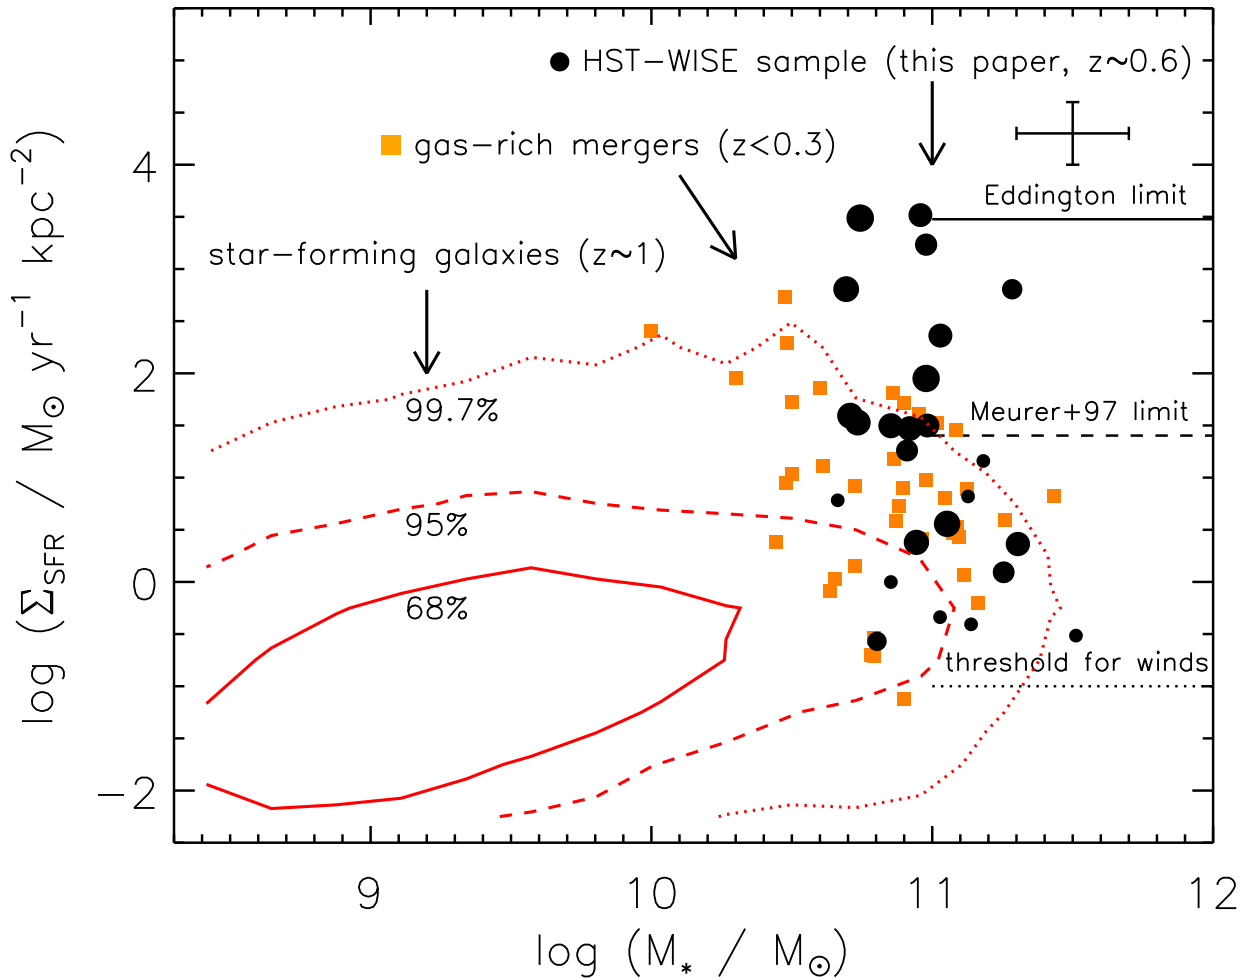 HST−WISE sample (this paper, z~0.6)
gas−rich mergers (z<0.3)
Eddington limit
star−forming galaxies (z~1)
99.7%
Meurer+97 limit
95%
68%
threshold for winds
4
2
0
−2
9
10
11
12
log (M* / M⊙)
log (ΣSFR / M⊙ yr−1 kpc−2)